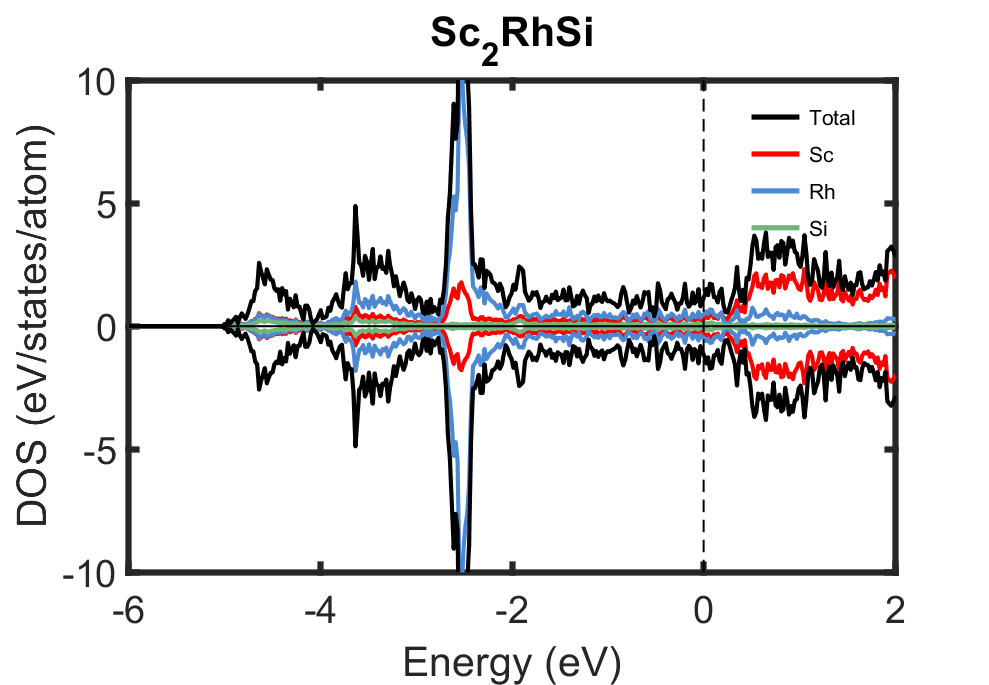 Sc2RhSi
DOS (eV/states/atom)
10
5
0
-5
-10
Total
Sc
Rh
Si
-6 -4 -2 0 2
Energy (eV)